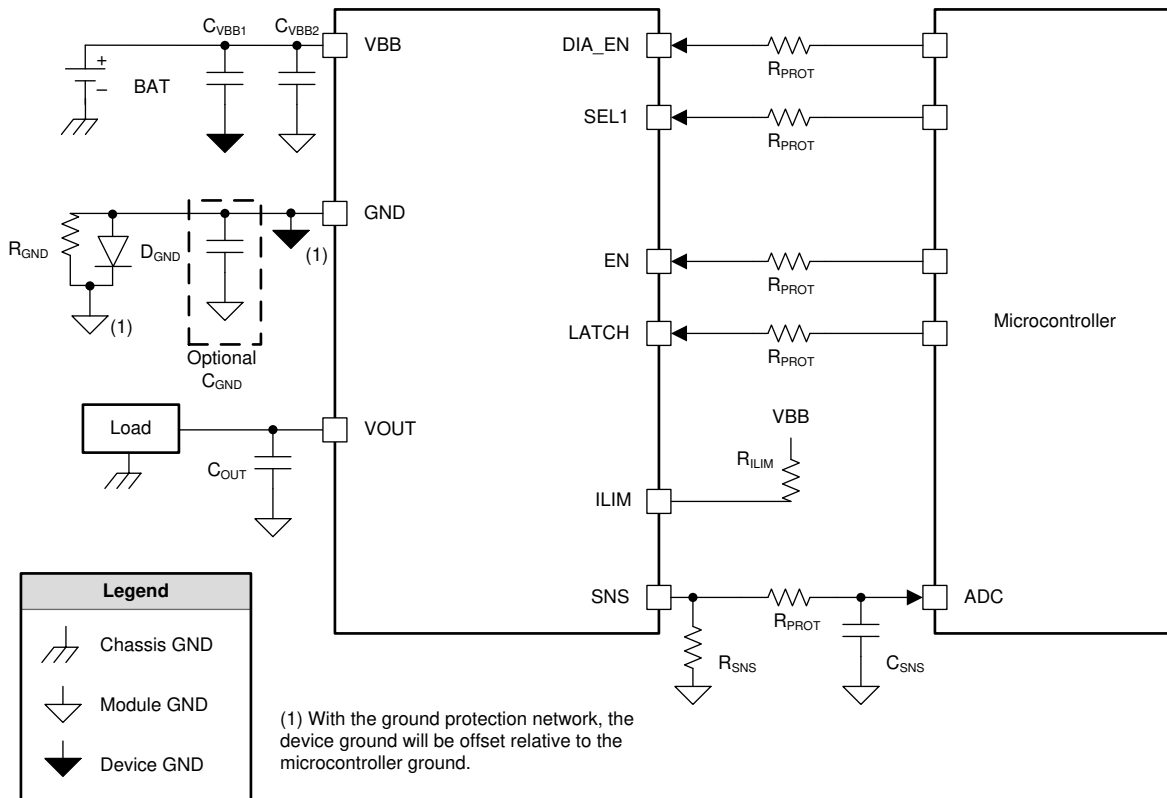 CVBB1 CVBB2
+
BAT
–
VBB
DIA_EN
RPROT
SEL1
RPROT
GND
RGND
DGND
(1)
(1)
Optional
CGND
EN
RPROT
LATCH
RPROT
Microcontroller
Load
VOUT
COUT
VBB
RILIM
ILIM
SNS
RPROT
ADC
RSNS
CSNS
Legend
Chassis GND
Module GND
Device GND
(1) With the ground protection network, the
device ground will be offset relative to the
microcontroller ground.